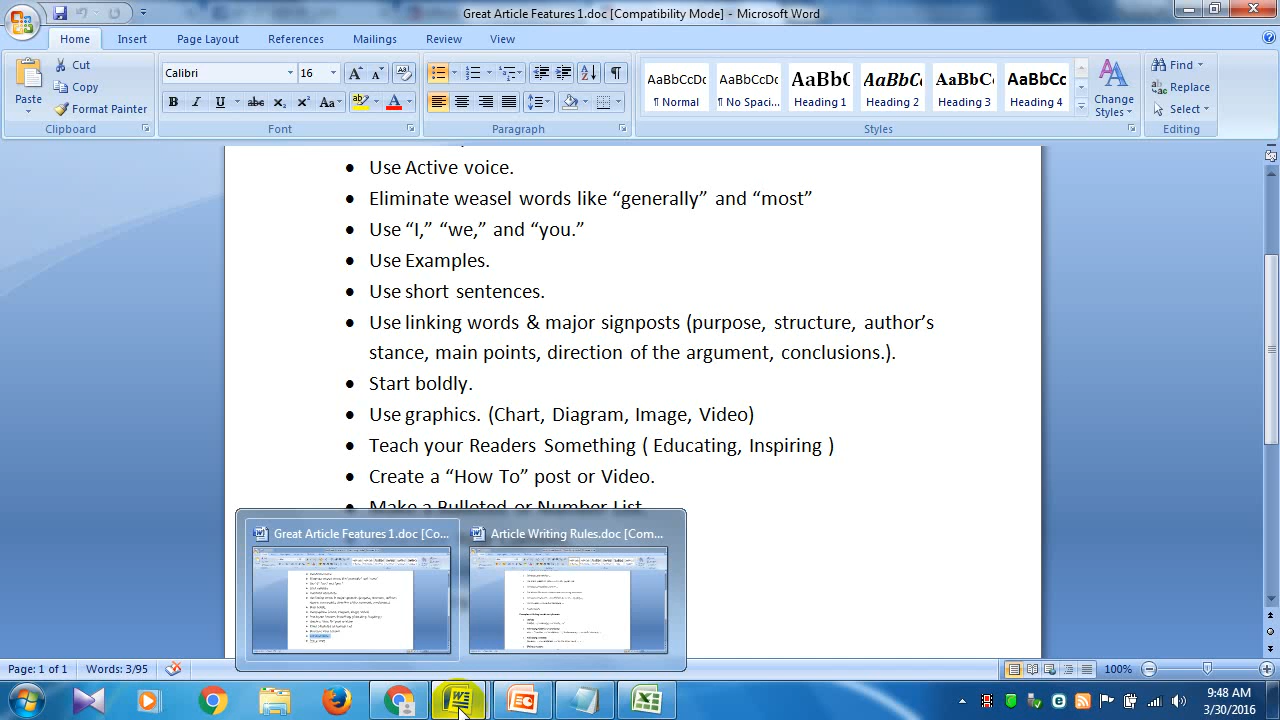 Great Article Features 1.doc [Compatibility Mode] - Microsoft Word
Home Insert Page Layout References Mailings Review View
Paste
Cut
Copy
Format Painter
Clipboard
Calibri 16
Font
Paragraph
AaBbCcDc AaBbCcDc AaBbC AaBbC AaBbC AaBbCc
¶ Normal ¶ No Spaci... Heading 1 Heading 2 Heading 3 Heading 4
Change Styles
Styles
Find
Replace
Select
Editing
• Use Active voice.
• Eliminate weasel words like “generally” and “most”
• Use “I,” “we,” and “you.”
• Use Examples.
• Use short sentences.
• Use linking words & major signposts (purpose, structure, author’s
stance, main points, direction of the argument, conclusions.).
• Start boldly.
• Use graphics. (Chart, Diagram, Image, Video)
• Teach your Readers Something ( Educating, Inspiring )
• Create a “How To” post or Video.
• Make a Bulleted or Number List
Great Article Features 1.doc [Co... Article Writing Rules.doc [Com...
Page: 1 of 1 Words: 3/95 100%
9:48 AM
3/30/2016